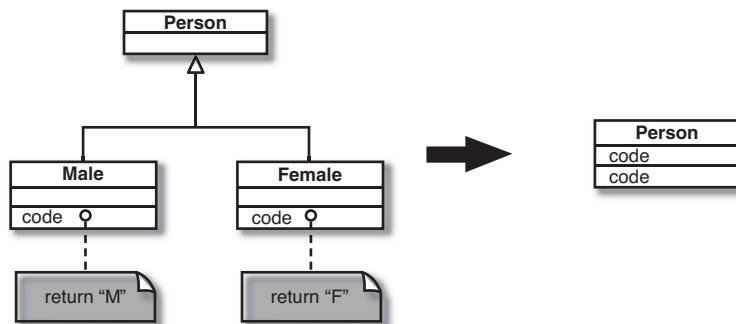 Person
Male
Female
code
code
return “M”
return “F”
Person
code
code